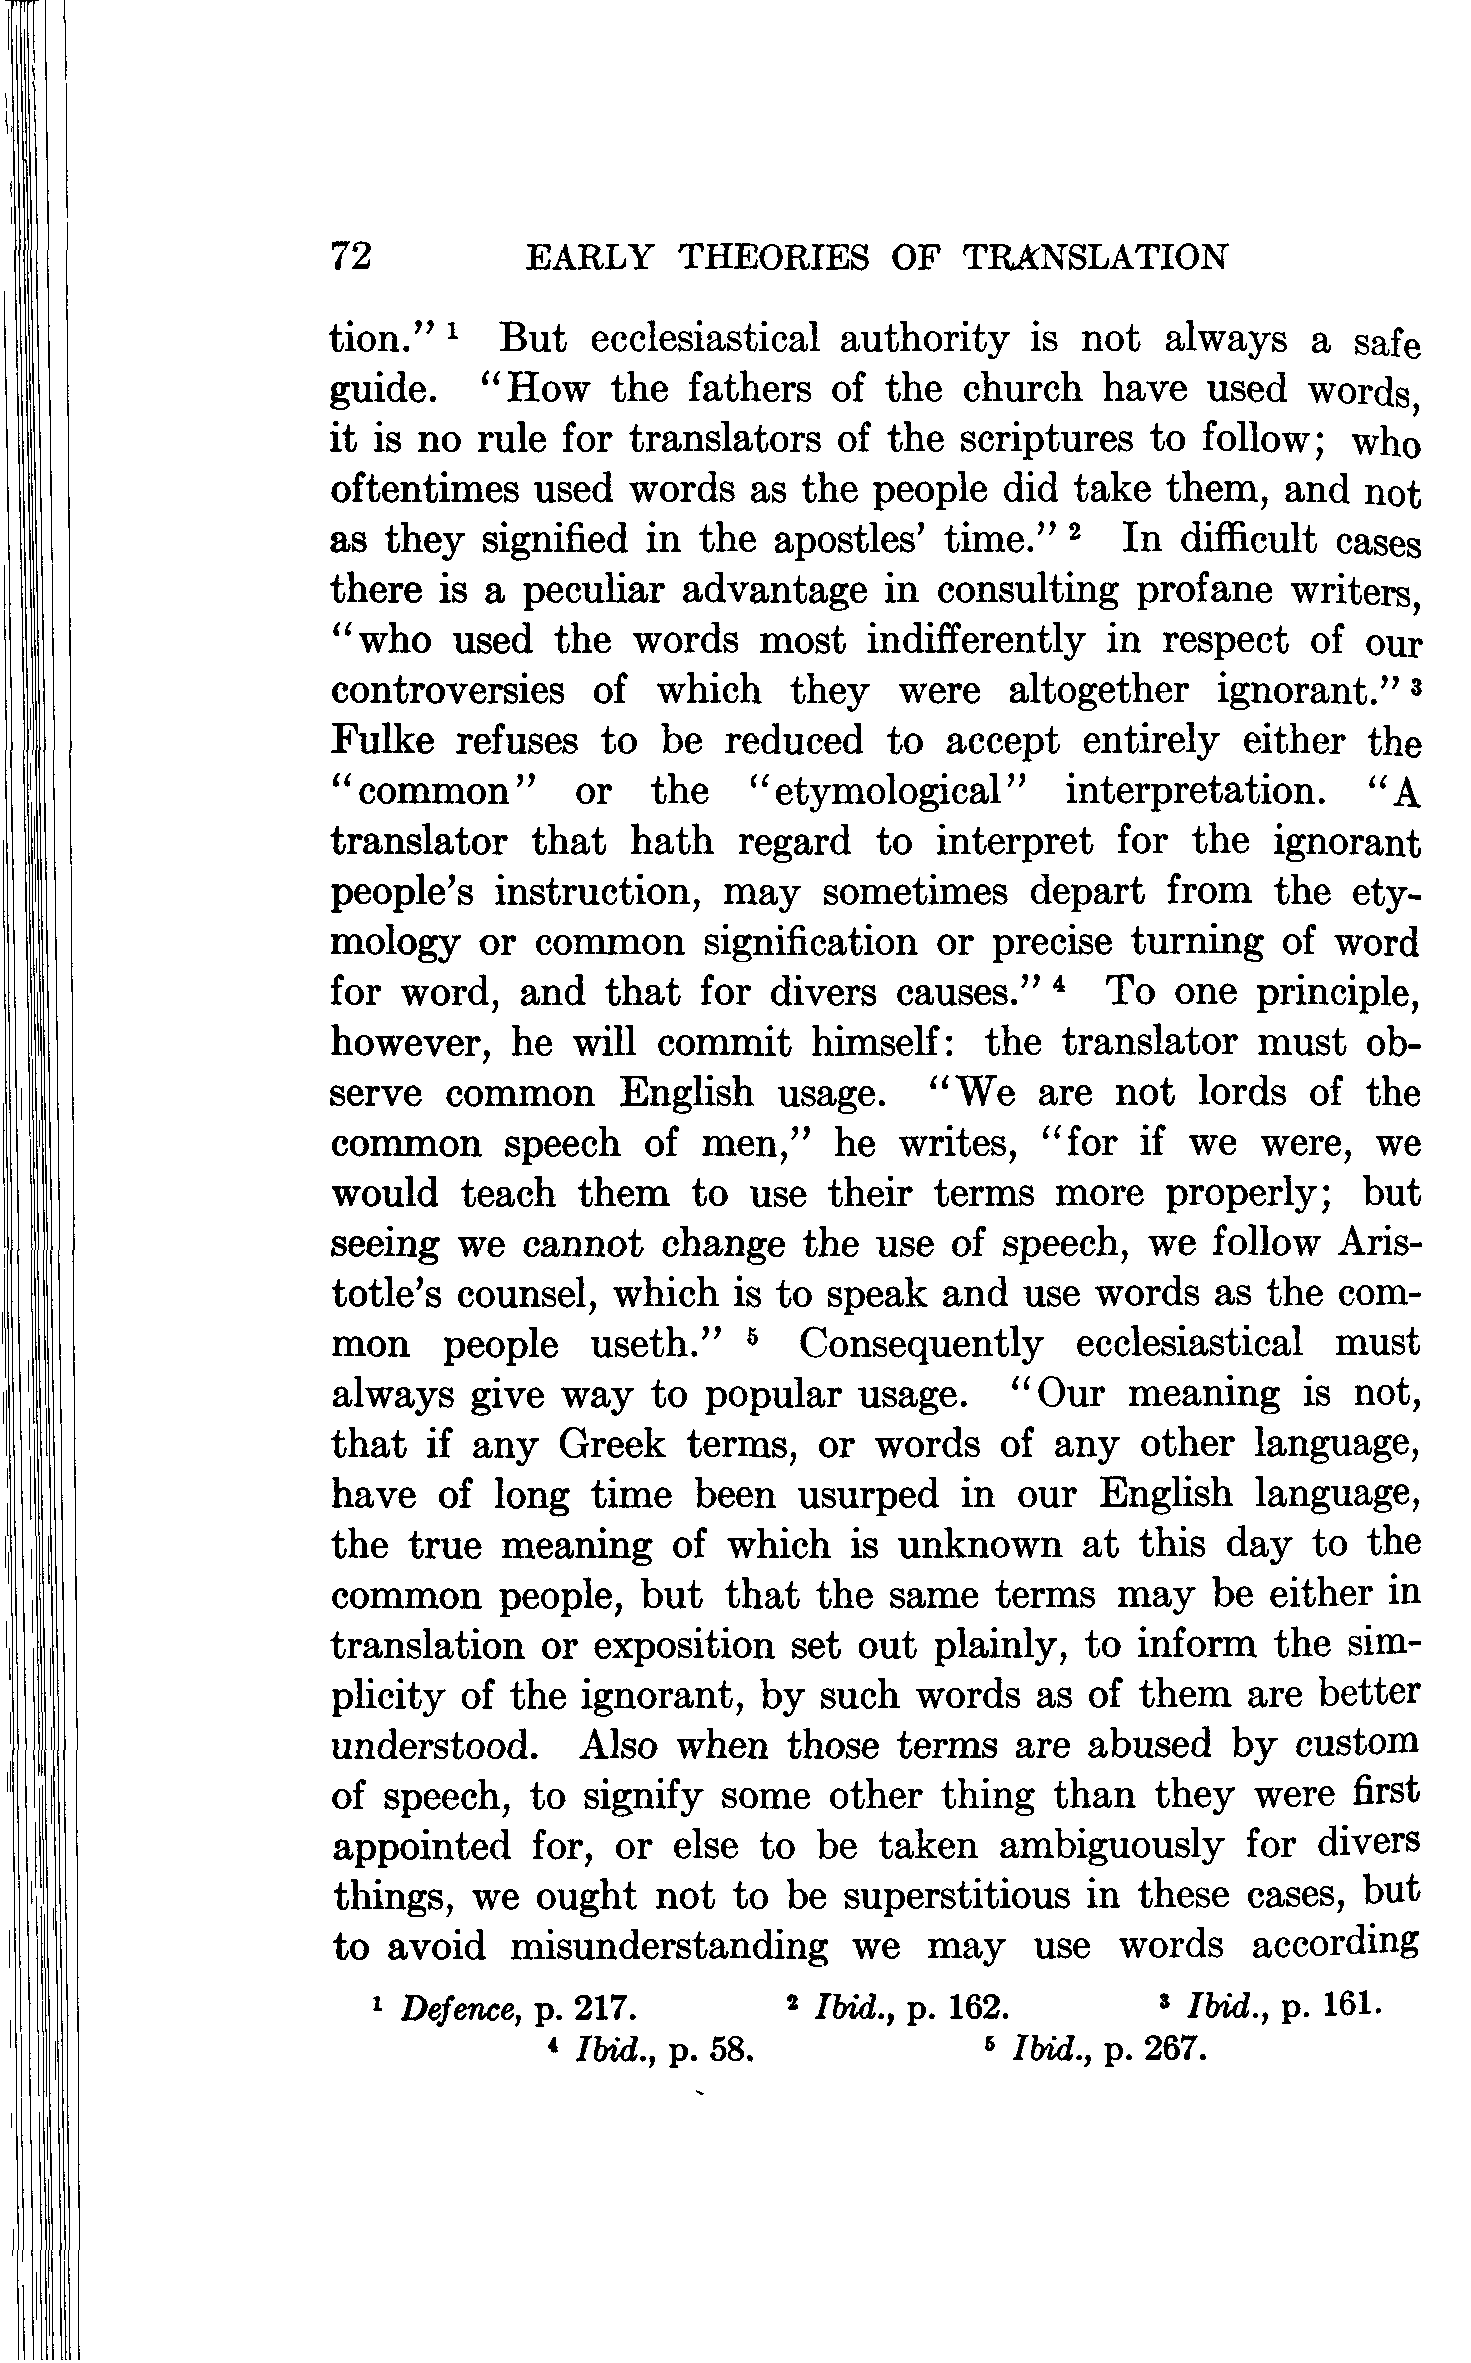 72 EARLY THEORIES OF TRANSLATION
tion.” ¹ But ecclesiastical authority is not always a safe
guide. “How the fathers of the church have used words,
it is no rule for translators of the scriptures to follow; who
oftentimes used words as the people did take them, and not
as they signified in the apostles’ time.” ² In difficult cases
there is a peculiar advantage in consulting profane writers,
“who used the words most indifferently in respect of our
controversies of which they were altogether ignorant.” ³
Fulke refuses to be reduced to accept entirely either the
“common” or the “etymological” interpretation. “A
translator that hath regard to interpret for the ignorant
people’s instruction, may sometimes depart from the ety-
mology or common signification or precise turning of word
for word, and that for divers causes.” ⁴ To one principle,
however, he will commit himself: the translator must ob-
serve common English usage. “We are not lords of the
common speech of men,” he writes, “for if we were, we
would teach them to use their terms more properly; but
seeing we cannot change the use of speech, we follow Aris-
totle’s counsel, which is to speak and use words as the com-
mon people useth.” ⁵ Consequently ecclesiastical must
always give way to popular usage. “Our meaning is not,
that if any Greek terms, or words of any other language,
have of long time been usurped in our English language,
the true meaning of which is unknown at this day to the
common people, but that the same terms may be either in
translation or exposition set out plainly, to inform the sim-
plicity of the ignorant, by such words as of them are better
understood. Also when those terms are abused by custom
of speech, to signify some other thing than they were first
appointed for, or else to be taken ambiguously for divers
things, we ought not to be superstitious in these cases, but
to avoid misunderstanding we may use words according
¹ Defence, p. 217. ² Ibid., p. 162. ³ Ibid., p. 161.
⁴ Ibid., p. 58. ⁵ Ibid., p. 267.